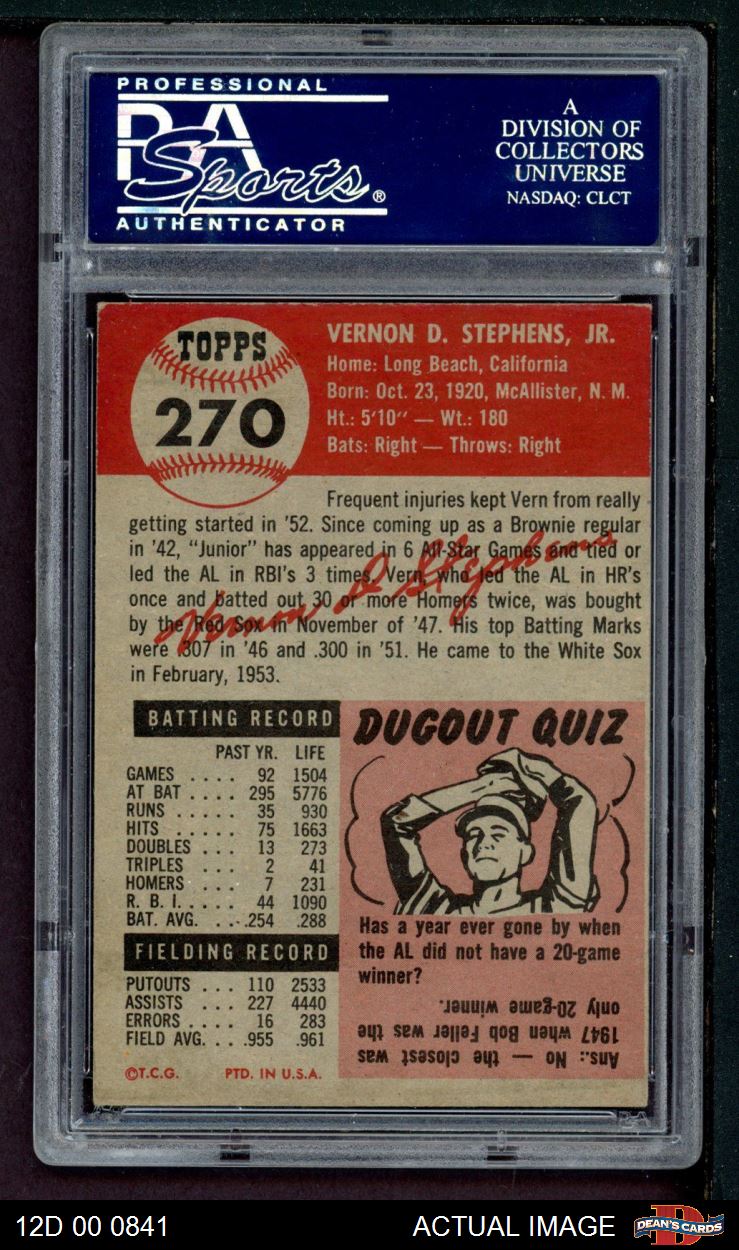 PROFESSIONAL
PSA
Sports®
AUTHENTICATOR
A
DIVISION OF
COLLECTORS
UNIVERSE
NASDAQ: CLCT
TOPPS
270
VERNON D. STEPHENS, JR.
Home: Long Beach, California
Born: Oct. 23, 1920, McAllister, N. M.
Ht.: 5'10" — Wt.: 180
Bats: Right — Throws: Right
Frequent injuries kept Vern from really
getting started in '52. Since coming up as a Brownie regular
in '42, "Junior" has appeared in 6 All-Star Games and tied or
led the AL in RBI's 3 times. Vern, who led the AL in HR's
once and batted out 30 or more Homers twice, was bought
by the Red Sox in November of '47. His top Batting Marks
were .307 in '46 and .300 in '51. He came to the White Sox
in February, 1953.
Vernon D Stephens
BATTING RECORD
PAST YR. LIFE
GAMES .... 92 1504
AT BAT .... 295 5776
RUNS ..... 35 930
HITS ..... 75 1663
DOUBLES ... 13 273
TRIPLES ... 2 41
HOMERS ... 7 231
R. B. I. .... 44 1090
BAT. AVG. ... .254 .288
FIELDING RECORD
PUTOUTS ... 110 2533
ASSISTS ... 227 4440
ERRORS .... 16 283
FIELD AVG. .. .955 .961
©T.C.G. PTD. IN U.S.A.
DUGOUT QUIZ
Has a year ever gone by when
the AL did not have a 20-game
winner?
Ans.: No — the closest was
1947 when Bob Feller was the
only 20-game winner.
12D 00 0841
ACTUAL IMAGE
DEAN'S CARDS